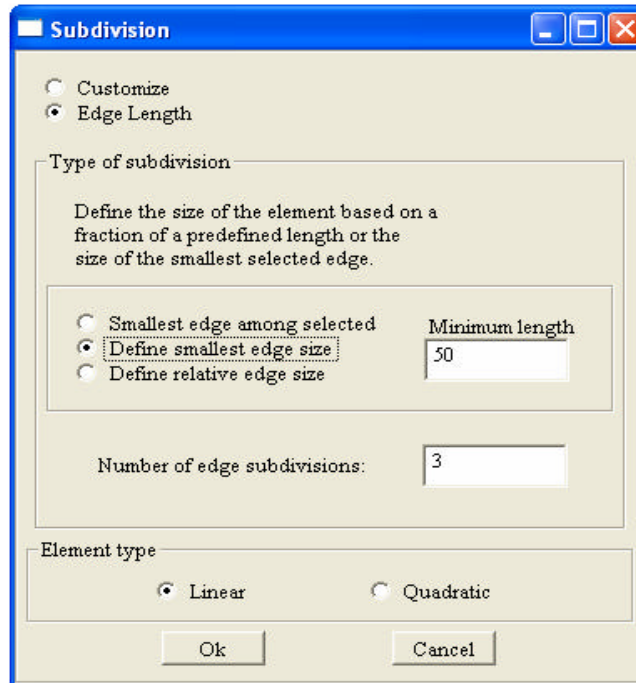 Subdivision
Customize
Edge Length
Type of subdivision
Define the size of the element based on a
fraction of a predefined length or the
size of the smallest selected edge.
Smallest edge among selected
Define smallest edge size
Define relative edge size
Minimum length
50
Number of edge subdivisions:
3
Element type
Linear
Quadratic
Ok
Cancel